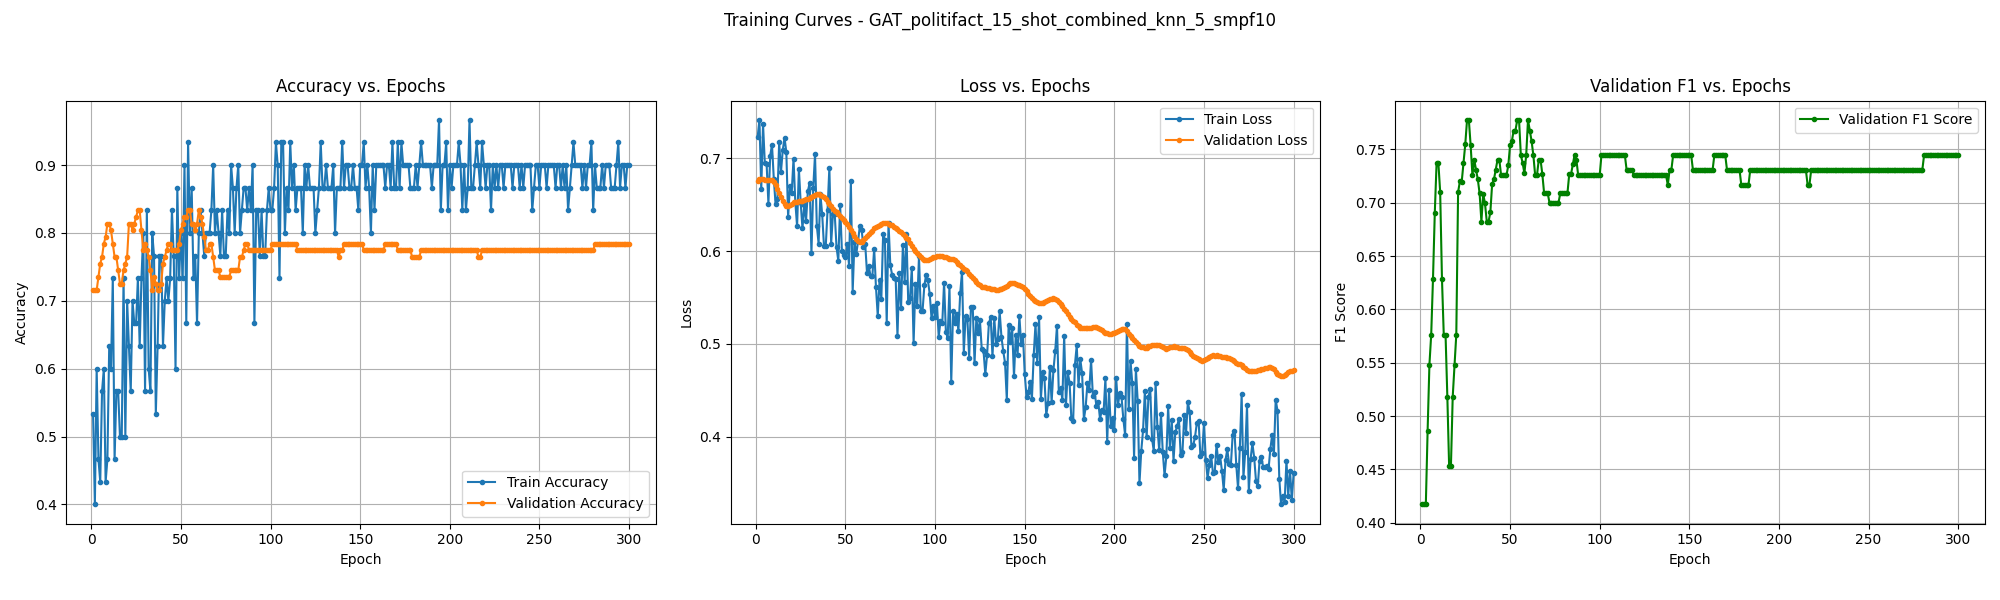 Training Curves - GAT_politifact_15_shot_combined_knn_5_smpf10
Accuracy vs. Epochs
Accuracy
0.9
0.8
0.7
0.6
0.5
0.4
0 50 100 150 200 250 300
Epoch
Train Accuracy
Validation Accuracy
Loss vs. Epochs
Loss
0.7
0.6
0.5
0.4
0 50 100 150 200 250 300
Epoch
Train Loss
Validation Loss
Validation F1 vs. Epochs
F1 Score
0.75
0.70
0.65
0.60
0.55
0.50
0.45
0.40
0 50 100 150 200 250 300
Epoch
Validation F1 Score